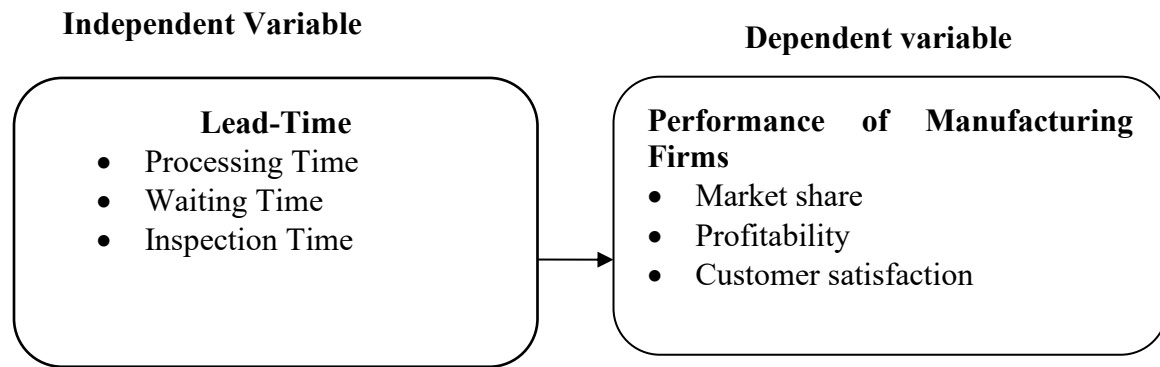 Independent Variable
Dependent variable
Lead-Time
• Processing Time
• Waiting Time
• Inspection Time
Performance of Manufacturing
Firms
• Market share
• Profitability
• Customer satisfaction